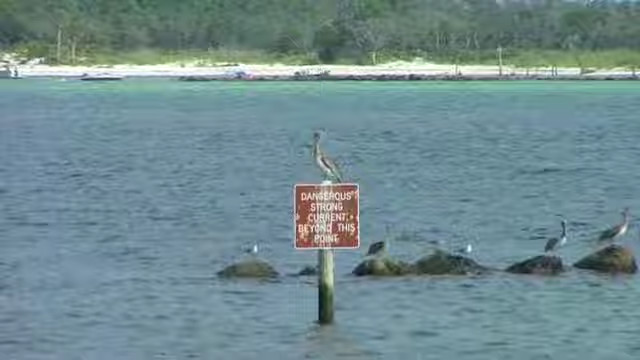 DANGEROUS
STRONG
CURRENT
BEYOND THIS
POINT